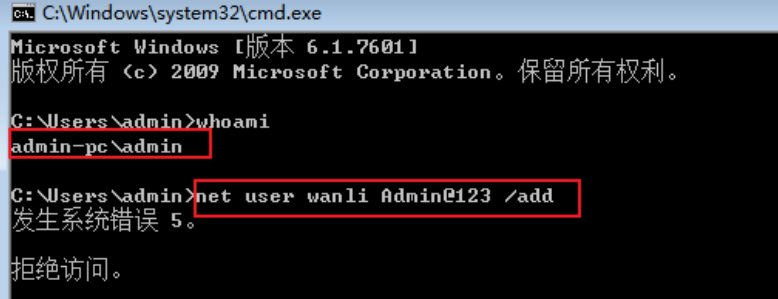 C:\Windows\system32\cmd.exe
Microsoft Windows [版本 6.1.7601]
版权所有 (c) 2009 Microsoft Corporation。保留所有权利。
C:\Users\admin>whoami
admin-pc\admin
C:\Users\admin>net user wanli Admin@123 /add
发生系统错误 5。
拒绝访问。